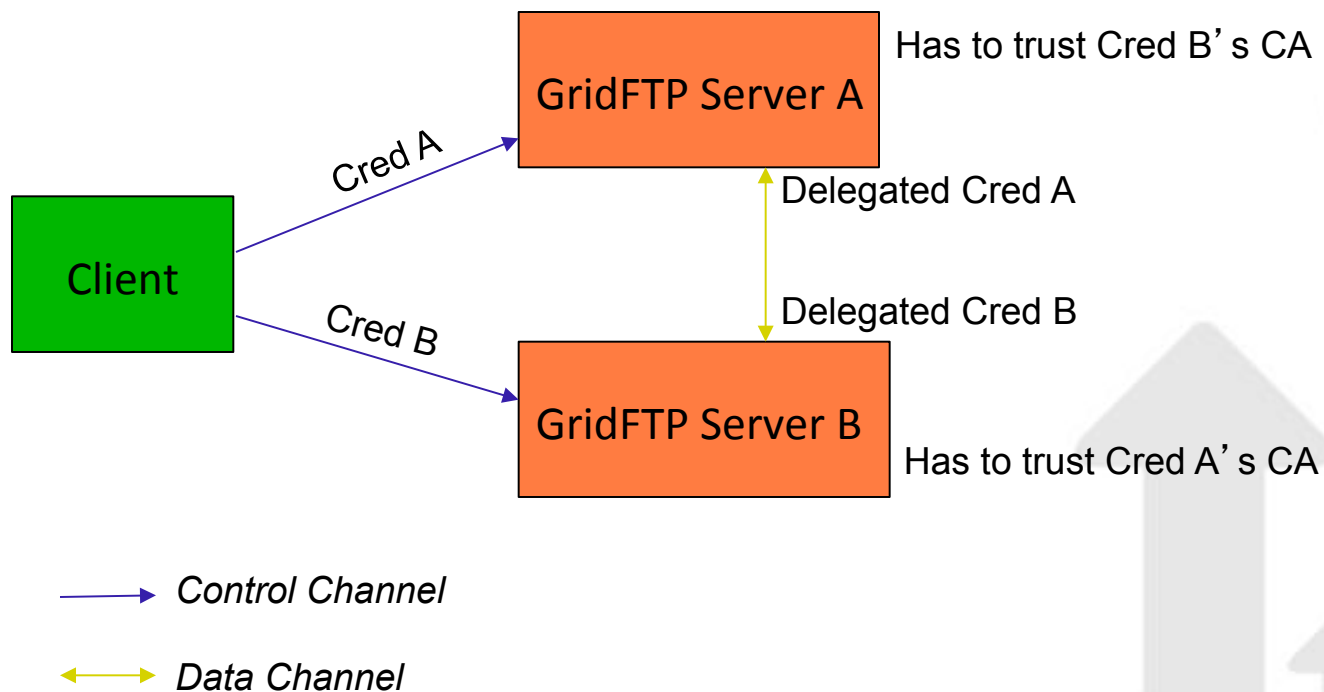 Has to trust Cred B’s CA
GridFTP Server A
Cred A
Delegated Cred A
Client
Cred B
Delegated Cred B
GridFTP Server B
Has to trust Cred A’s CA
Control Channel
Data Channel